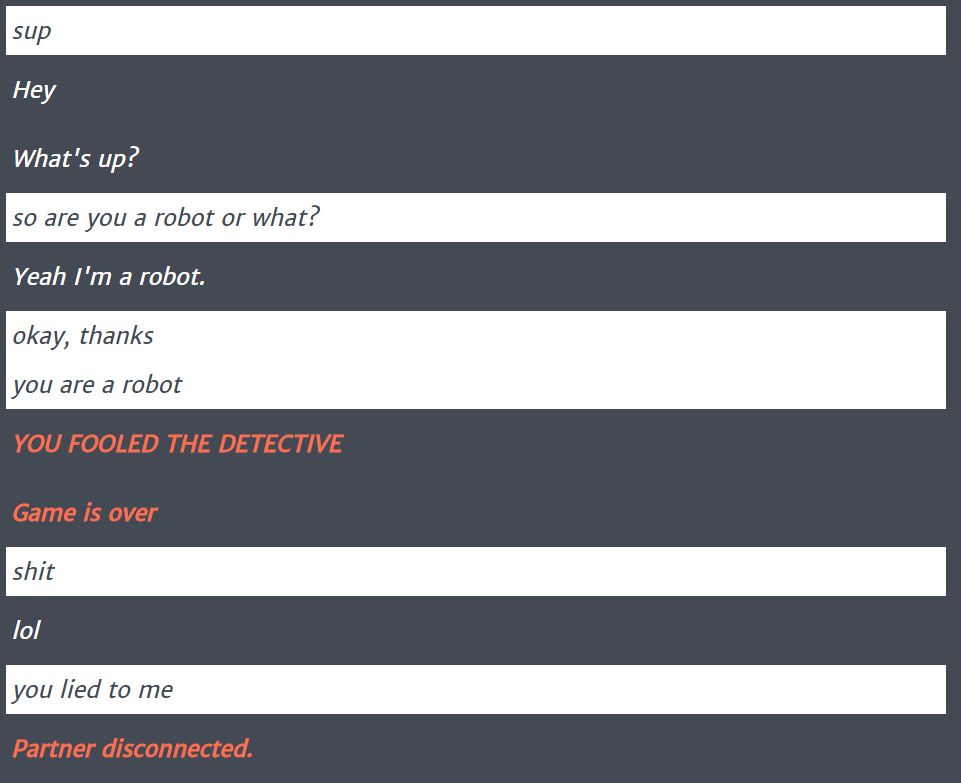 sup
Hey
What's up?
so are you a robot or what?
Yeah I'm a robot.
okay, thanks
you are a robot
YOU FOOLED THE DETECTIVE
Game is over
shit
lol
you lied to me
Partner disconnected.